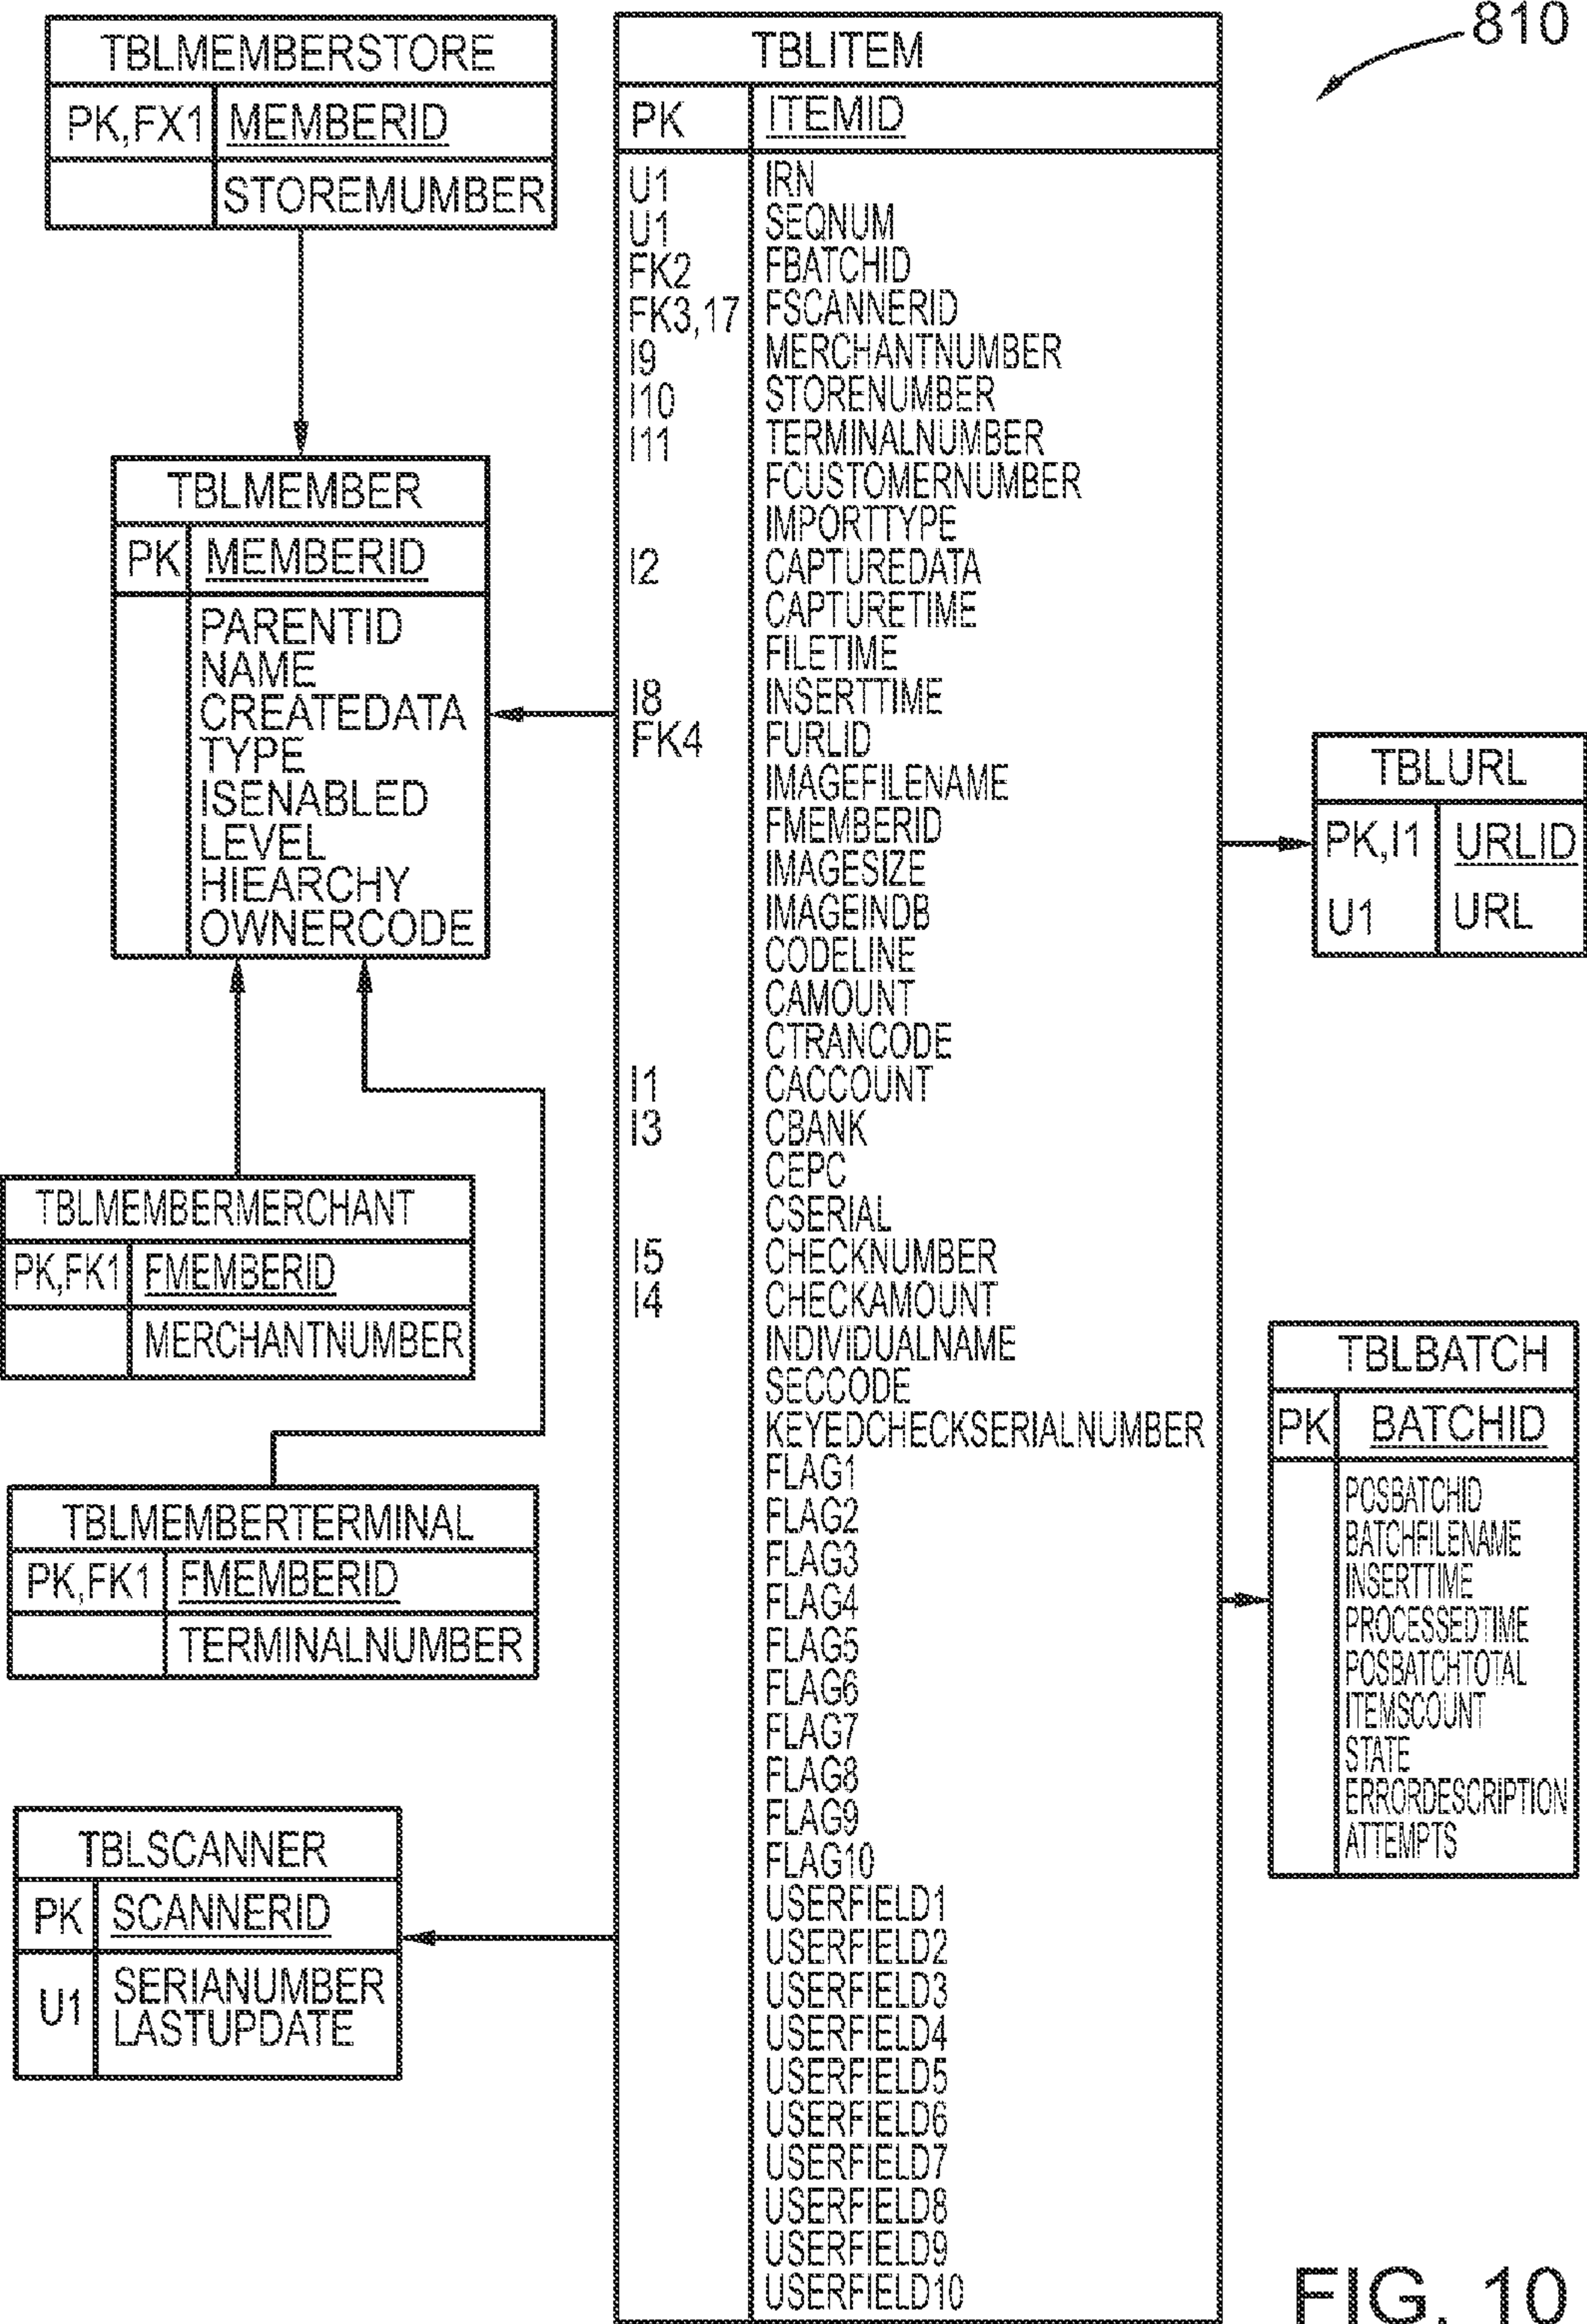 810
TBLMEMBERSTORE
PK,FX1 MEMBERID
STOREMUMBER
TBLMEMBER
PK MEMBERID
PARENTID
NAME
CREATEDATA
TYPE
ISENABLED
LEVEL
HIEARCHY
OWNERCODE
TBLMEMBERMERCHANT
PK,FK1 FMEMBERID
MERCHANTNUMBER
TBLMEMBERTERMINAL
PK,FK1 FMEMBERID
TERMINALNUMBER
TBLSCANNER
PK SCANNERID
U1 SERIANUMBER
LASTUPDATE
TBLITEM
PK ITEMID
U1 IRN
U1 SEQNUM
FK2 FBATCHID
FK3,17 FSCANNERID
I9 MERCHANTNUMBER
I10 STORENUMBER
I11 TERMINALNUMBER
FCUSTOMERNUMBER
IMPORTTYPE
I2 CAPTUREDATA
CAPTURETIME
FILETIME
I8 INSERTTIME
FK4 FURLID
IMAGEFILENAME
FMEMBERID
IMAGESIZE
IMAGEINDB
CODELINE
CAMOUNT
CTRANCODE
I1 CACCOUNT
I3 CBANK
CEPC
CSERIAL
I5 CHECKNUMBER
I4 CHECKAMOUNT
INDIVIDUALNAME
SECCODE
KEYEDCHECKSERIALNUMBER
FLAG1
FLAG2
FLAG3
FLAG4
FLAG5
FLAG6
FLAG7
FLAG8
FLAG9
FLAG10
USERFIELD1
USERFIELD2
USERFIELD3
USERFIELD4
USERFIELD5
USERFIELD6
USERFIELD7
USERFIELD8
USERFIELD9
USERFIELD10
TBLURL
PK,I1 URLID
U1 URL
TBLBATCH
PK BATCHID
POSBATCHID
BATCHFILENAME
INSERTTIME
PROCESSEDTIME
POSBATCHTOTAL
ITEMSCOUNT
STATE
ERRORDESCRIPTION
ATTEMPTS
FIG. 10